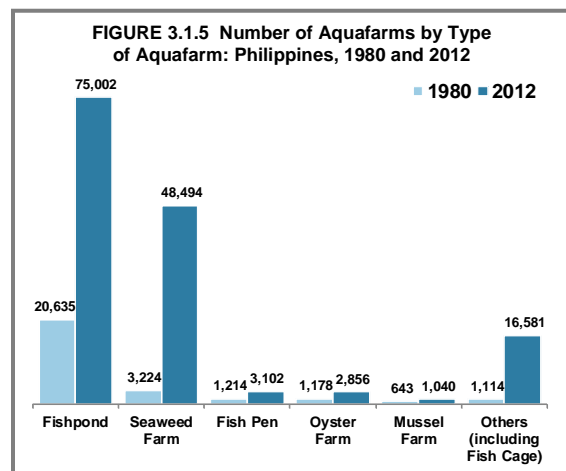 FIGURE 3.1.5 Number of Aquafarms by Type
of Aquafarm: Philippines, 1980 and 2012
1980 2012
75,002
48,494
20,635
16,581
3,224
1,214
3,102
1,178
2,856
643
1,040
1,114
Fishpond
Seaweed
Farm
Fish Pen
Oyster
Farm
Mussel
Farm
Others
(including
Fish Cage)